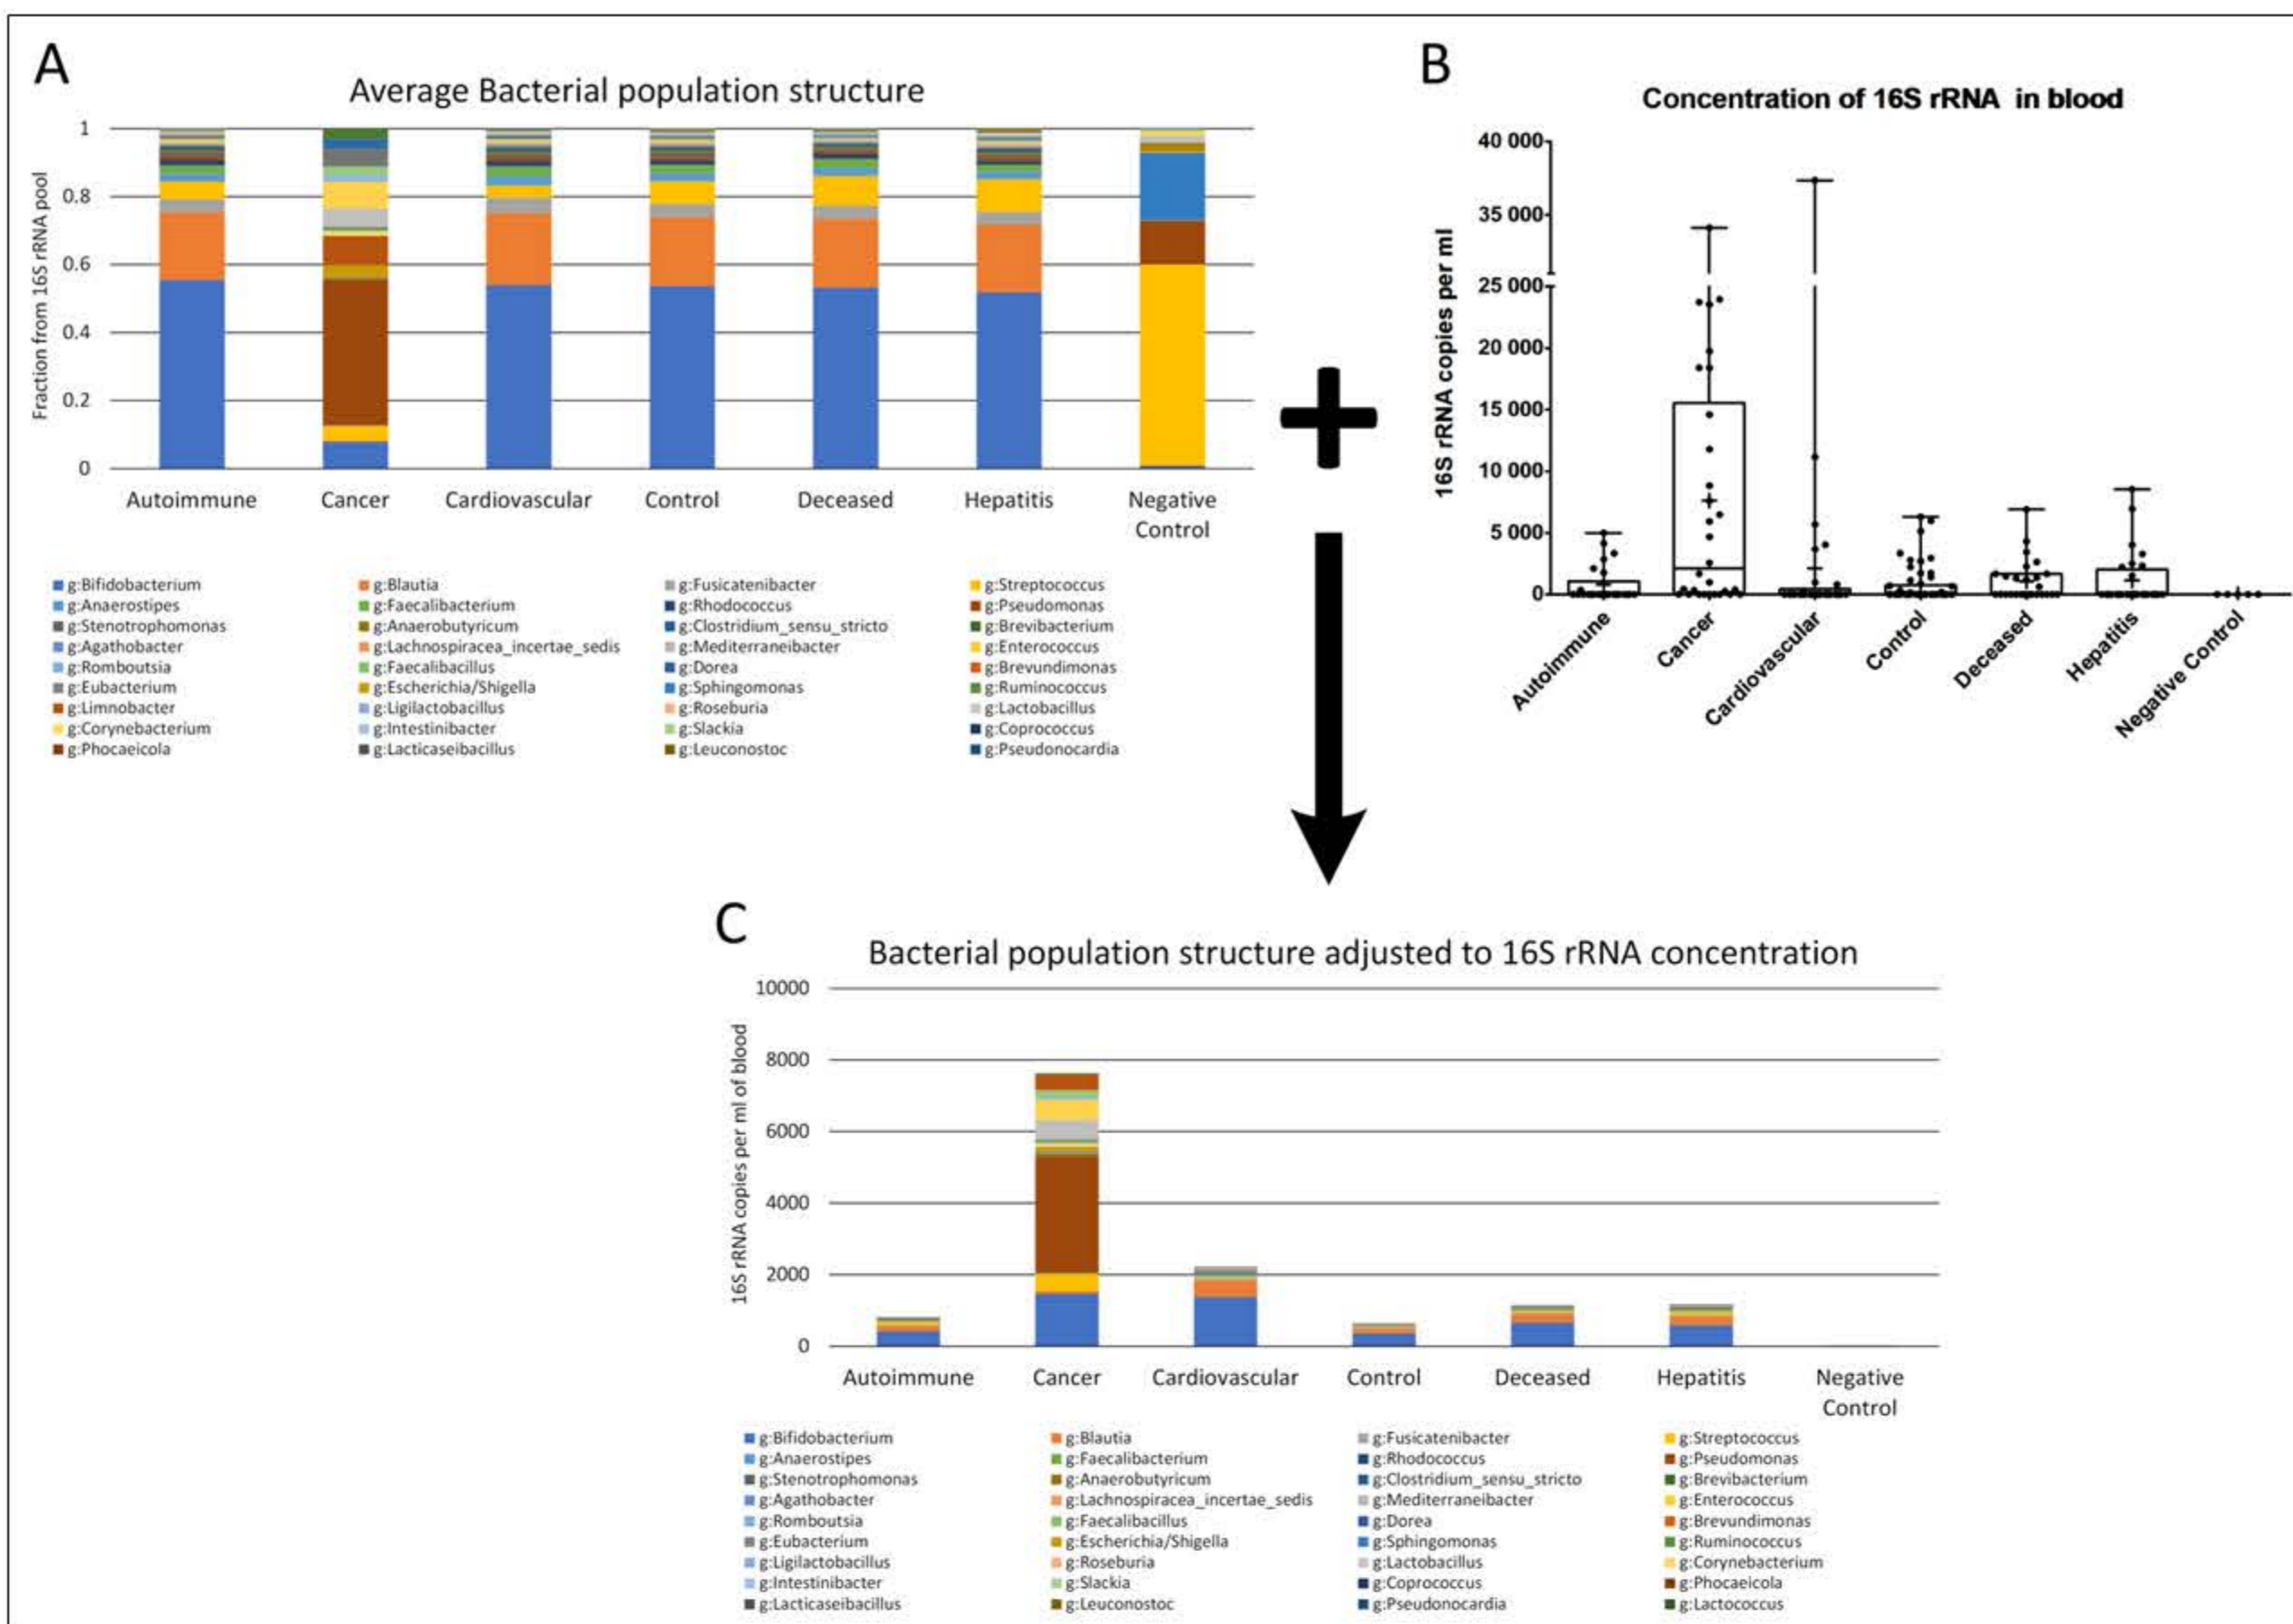 A
Average Bacterial population structure
Fraction from 16S rRNA pool
1
0.8
0.6
0.4
0.2
0
Autoimmune Cancer Cardiovascular Control Deceased Hepatitis Negative Control
g:Bifidobacterium g:Blautia g:Fusicatenibacter g:Streptococcus
g:Anaerostipes g:Faecalibacterium g:Rhodococcus g:Pseudomonas
g:Stenotrophomonas g:Anaerobutyricum g:Clostridium_sensu_stricto g:Brevibacterium
g:Agathobacter g:Lachnospiracea_incertae_sedis g:Mediterraneibacter g:Enterococcus
g:Romboutsia g:Faecalibacillus g:Dorea g:Brevundimonas
g:Eubacterium g:Escherichia/Shigella g:Sphingomonas g:Ruminococcus
g:Limnobacter g:Ligilactobacillus g:Roseburia g:Lactobacillus
g:Corynebacterium g:Intestinibacter g:Slackia g:Coprococcus
g:Phocaeicola g:Lacticaseibacillus g:Leuconostoc g:Pseudonocardia
B
Concentration of 16S rRNA in blood
16S rRNA copies per ml
40 000
35 000
25 000
20 000
15 000
10 000
5 000
0
Autoimmune
Cancer
Cardiovascular
Control
Deceased
Hepatitis
Negative Control
C
Bacterial population structure adjusted to 16S rRNA concentration
16S rRNA copies per ml of blood
10000
8000
6000
4000
2000
0
Autoimmune Cancer Cardiovascular Control Deceased Hepatitis Negative
Control
g:Bifidobacterium g:Blautia g:Fusicatenibacter g:Streptococcus
g:Anaerostipes g:Faecalibacterium g:Rhodococcus g:Pseudomonas
g:Stenotrophomonas g:Anaerobutyricum g:Clostridium_sensu_stricto g:Brevibacterium
g:Agathobacter g:Lachnospiracea_incertae_sedis g:Mediterraneibacter g:Enterococcus
g:Romboutsia g:Faecalibacillus g:Dorea g:Brevundimonas
g:Eubacterium g:Escherichia/Shigella g:Sphingomonas g:Ruminococcus
g:Ligilactobacillus g:Roseburia g:Lactobacillus g:Corynebacterium
g:Intestinibacter g:Slackia g:Coprococcus g:Phocaeicola
g:Lacticaseibacillus g:Leuconostoc g:Pseudonocardia g:Lactococcus